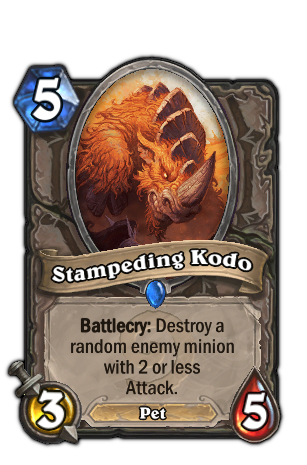 5
Stampeding Kodo
Battlecry: Destroy a
random enemy minion
with 2 or less
Attack.
3
Pet
5